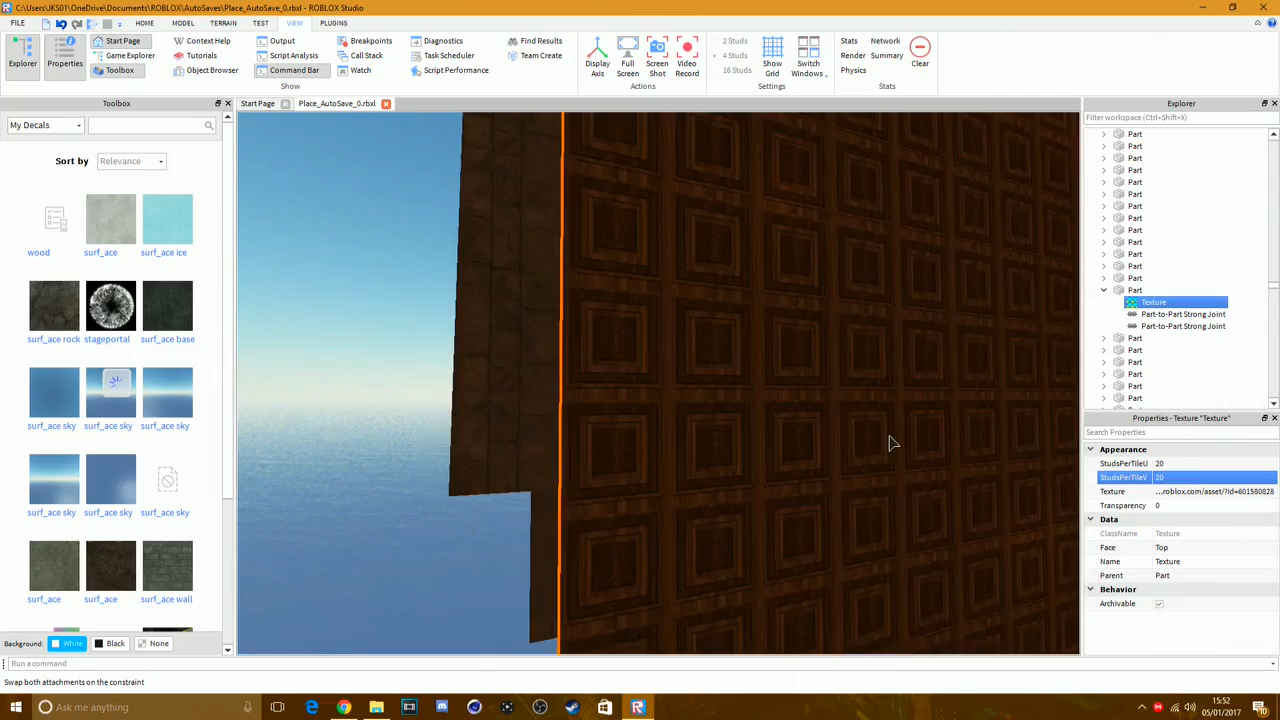 C:\Users\JKS01\OneDrive\Documents\ROBLOX\AutoSaves\Place_AutoSave_0.rbxl - ROBLOX Studio
FILE HOME MODEL TERRAIN TEST VIEW PLUGINS
Explorer
Properties
Start Page
Game Explorer
Toolbox
Context Help
Tutorials
Object Browser
Output
Script Analysis
Command Bar
Breakpoints
Call Stack
Watch
Diagnostics
Task Scheduler
Script Performance
Find Results
Team Create
Show
Display Axis
Full Screen
Screen Shot
Video Record
Actions
2 Studs
4 Studs
16 Studs
Show Grid
Switch Windows
Settings
Stats
Render
Physics
Network
Summary
Clear
Stats
Toolbox
Start Page
Place_AutoSave_0.rbxl
My Decals
Sort by Relevance
wood surf_ace surf_ace ice
surf_ace rock stageportal surf_ace base
surf_ace sky surf_ace sky surf_ace sky
surf_ace sky surf_ace sky surf_ace sky
surf_ace surf_ace surf_ace wall
Background: White Black None
Explorer
Filter workspace (Ctrl+Shift+X)
Part
Part
Part
Part
Part
Part
Part
Part
Part
Part
Part
Part
Part
Part
Texture
Part-to-Part Strong Joint
Part-to-Part Strong Joint
Part
Part
Part
Part
Part
Part
Properties - Texture "Texture"
Search Properties
Appearance
StudsPerTileU 20
StudsPerTileV 20
Texture ...roblox.com/asset/?id=601580828
Transparency 0
Data
ClassName Texture
Face Top
Name Texture
Parent Part
Behavior
Archivable
Run a command
Swap both attachments on the constraint
Ask me anything
15:52
05/01/2017
10